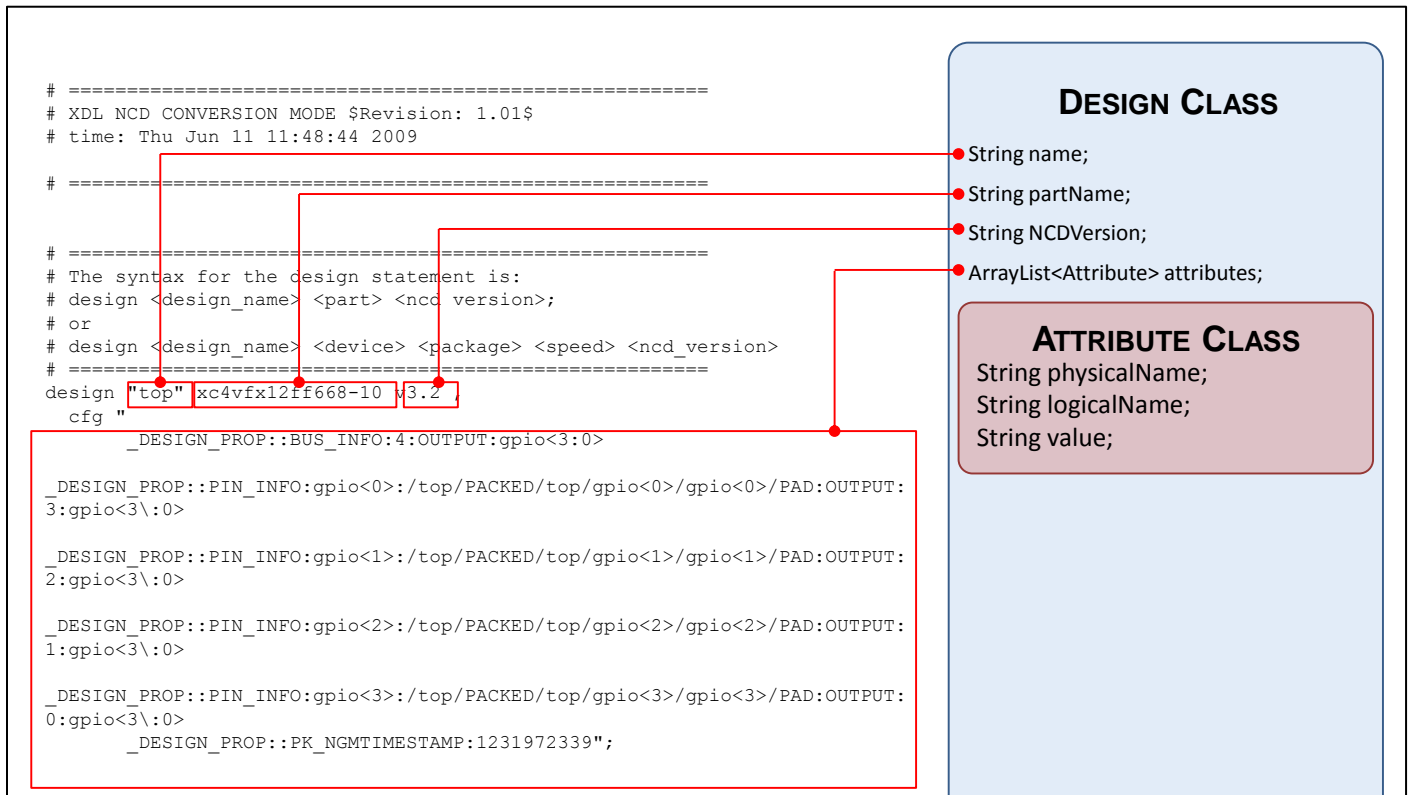 # =======================================================
# XDL NCD CONVERSION MODE $Revision: 1.01$
# time: Thu Jun 11 11:48:44 2009
# =======================================================
# =======================================================
# The syntax for the design statement is:
# design <design_name> <part> <ncd version>;
# or
# design <design_name> <device> <package> <speed> <ncd_version>
# =======================================================
design "top" xc4vfx12ff668-10 v3.2 ,
cfg "
_DESIGN_PROP::BUS_INFO:4:OUTPUT:gpio<3:0>
_DESIGN_PROP::PIN_INFO:gpio<0>:/top/PACKED/top/gpio<0>/gpio<0>/PAD:OUTPUT:
3:gpio<3\:0>
_DESIGN_PROP::PIN_INFO:gpio<1>:/top/PACKED/top/gpio<1>/gpio<1>/PAD:OUTPUT:
2:gpio<3\:0>
_DESIGN_PROP::PIN_INFO:gpio<2>:/top/PACKED/top/gpio<2>/gpio<2>/PAD:OUTPUT:
1:gpio<3\:0>
_DESIGN_PROP::PIN_INFO:gpio<3>:/top/PACKED/top/gpio<3>/gpio<3>/PAD:OUTPUT:
0:gpio<3\:0>
_DESIGN_PROP::PK_NGMTIMESTAMP:1231972339";
DESIGN CLASS
String name;
String partName;
String NCDVersion;
ArrayList<Attribute> attributes;
ATTRIBUTE CLASS
String physicalName;
String logicalName;
String value;